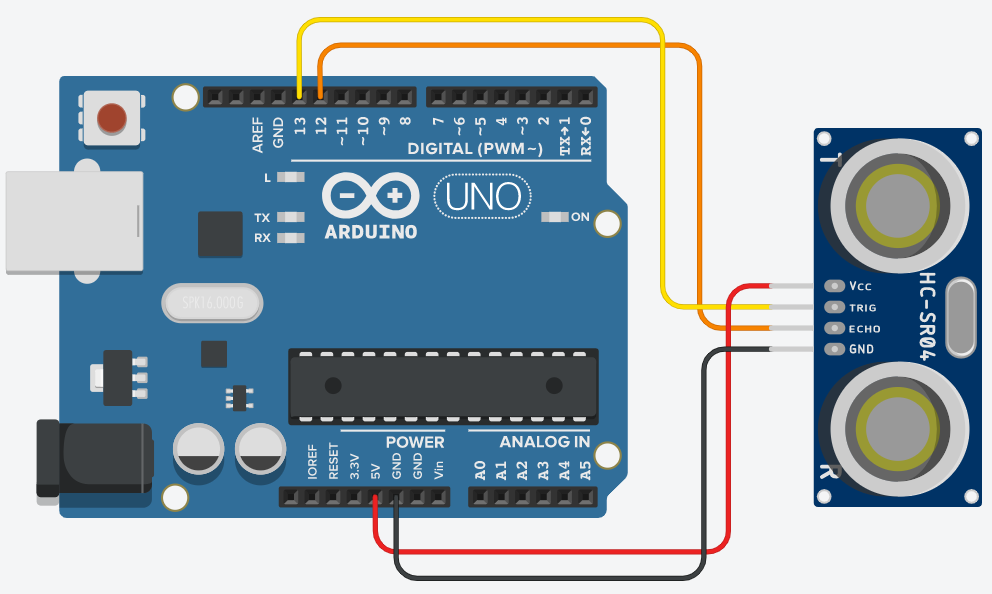 AREF
GND
13
12
~11
~10
~9
8
7
~6
~5
4
~3
2
TX→1
RX←0
DIGITAL (PWM~)
L
TX
RX
UNO
ON
ARDUINO
SPK16.000G
T
VCC
TRIG
ECHO
GND
HC-SR04
R
POWER
ANALOG IN
IOREF
RESET
3.3V
5V
GND
GND
Vin
A0
A1
A2
A3
A4
A5